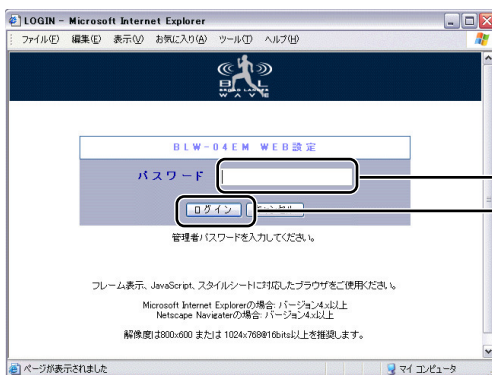 LOGIN - Microsoft Internet Explorer
ファイル(F) 編集(E) 表示(V) お気に入り(A) ツール(T) ヘルプ(H)
BLW
BROAD LANNER
WAVE
BLW-04EM WEB設定
パスワード
ログイン
管理者パスワードを入力してください。
フレーム表示、JavaScript、スタイルシートに対応したブラウザをご使用ください。
Microsoft Internet Explorerの場合: バージョン4.x以上
Netscape Navigaterの場合: バージョン4.x以上
解像度は800x600 または 1024x768@16bits以上を推奨します。
ページが表示されました
マイ コンピュータ